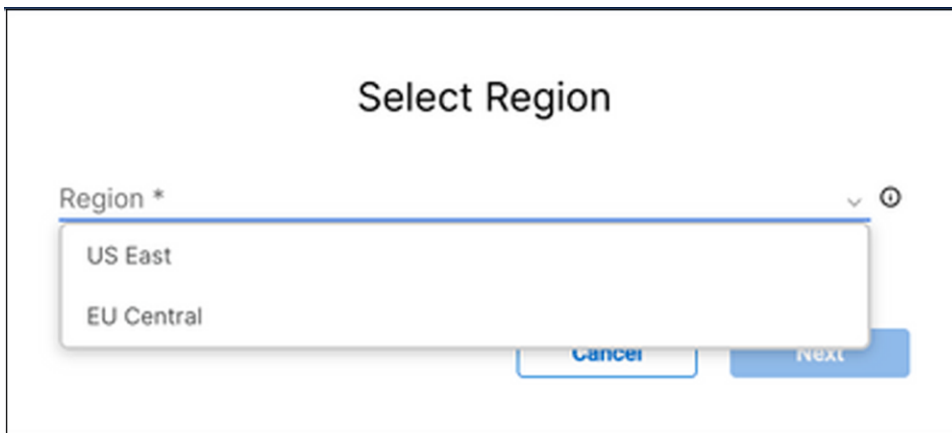 Select Region
Region *
US East
EU Central
Cancel
Next